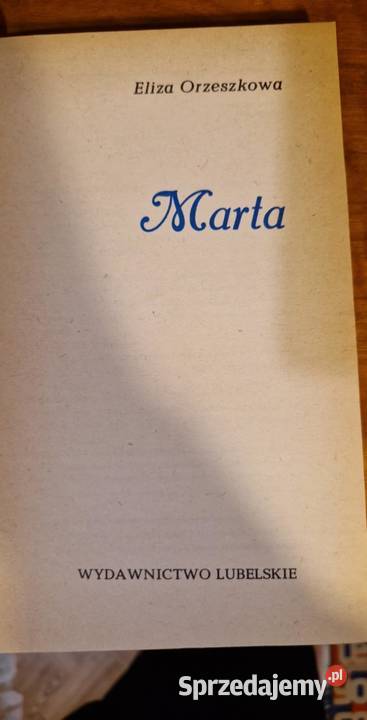 Eliza Orzeszkowa
Marta
WYDAWNICTWO LUBELSKIE
Sprzedajemy.pl